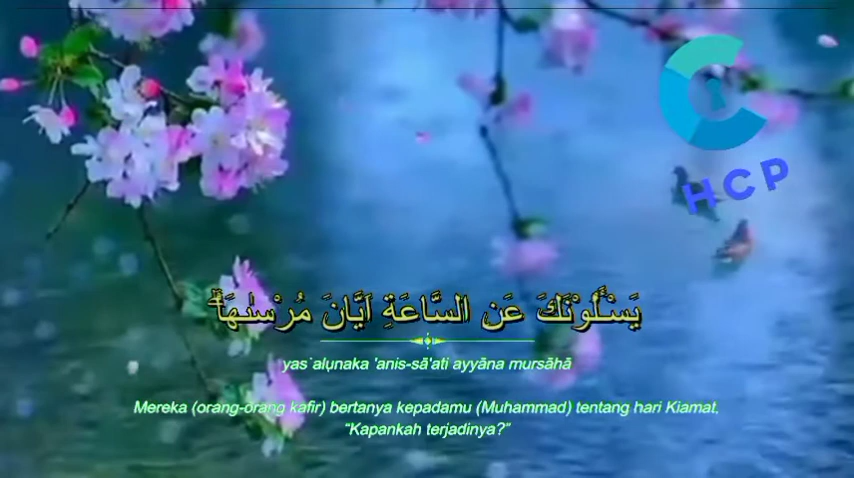 HCP
يَسْـَٔلُوْنَكَ عَنِ السَّاعَةِ اَيَّانَ مُرْسٰىهَاۗ
yas`alụnaka 'anis-sā'ati ayyāna mursāhā
Mereka (orang-orang kafir) bertanya kepadamu (Muhammad) tentang hari Kiamat,
“Kapankah terjadinya?”